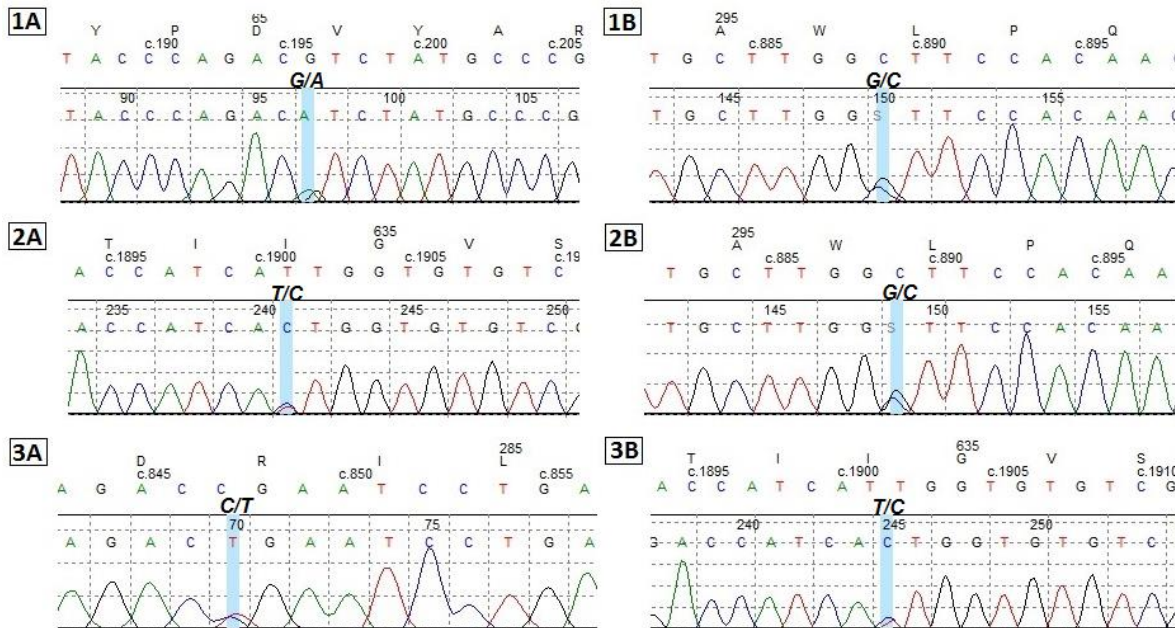 1A
Y P D V Y A R
65
c.190 c.195 c.200 c.205
T A C C C A G A C G T C T A T G C C C G
G/A
90 95 100 105
T A C C C A G A C A T C T A T G C C C G
1B
295
A W L P Q
c.885 c.890 c.895
T G C T T G G C T T C C A C A A C
G/C
145 150 155
T G C T T G G S T T C C A C A A C
2A
635
T I I G V S
c.1895 c.1900 c.1905 c.19
A C C A T C A T T G G T G T G T C
T/C
235 240 245 250
A C C A T C A C T G G T G T G T C G
2B
295
A W L P Q
c.885 c.890 c.895
T G C T T G G C T T C C A C A A
G/C
145 150 155
T G C T T G G S T T C C A C A A
3A
285
D R I L
c.845 c.850 c.855
A G A C C G A A T C C T G A
C/T
70 75
A G A C T G A A T C C T G A
3B
635
T I I G V S
c.1895 c.1900 c.1905 c.1910
A C C A T C A T T G G T G T G T C G
T/C
240 245 250
G A C C A T C A C T G G T G T G T C